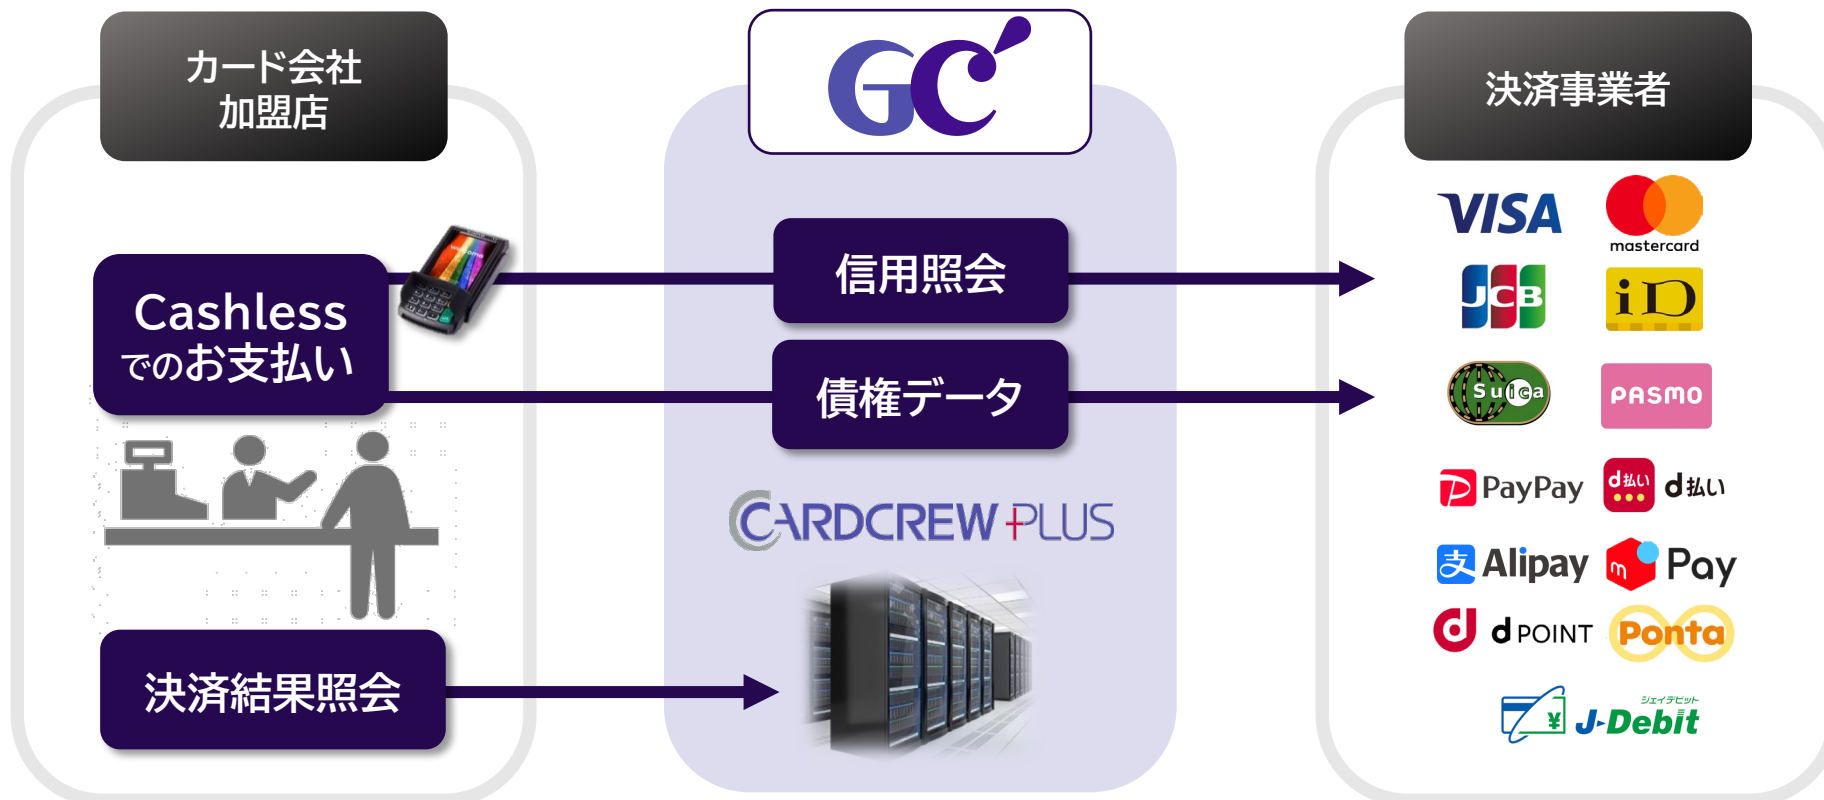 カード会社
加盟店
GC
決済事業者
Cashless
でのお支払い
welcome
信用照会
債権データ
CARDCREW PLUS
決済結果照会
VISA
mastercard
JCB
iD
Suica
PASMO
PayPay
d払い
d払い
支 Alipay
m Pay
d d POINT
Ponta
¥
ジェイデビット
J-Debit